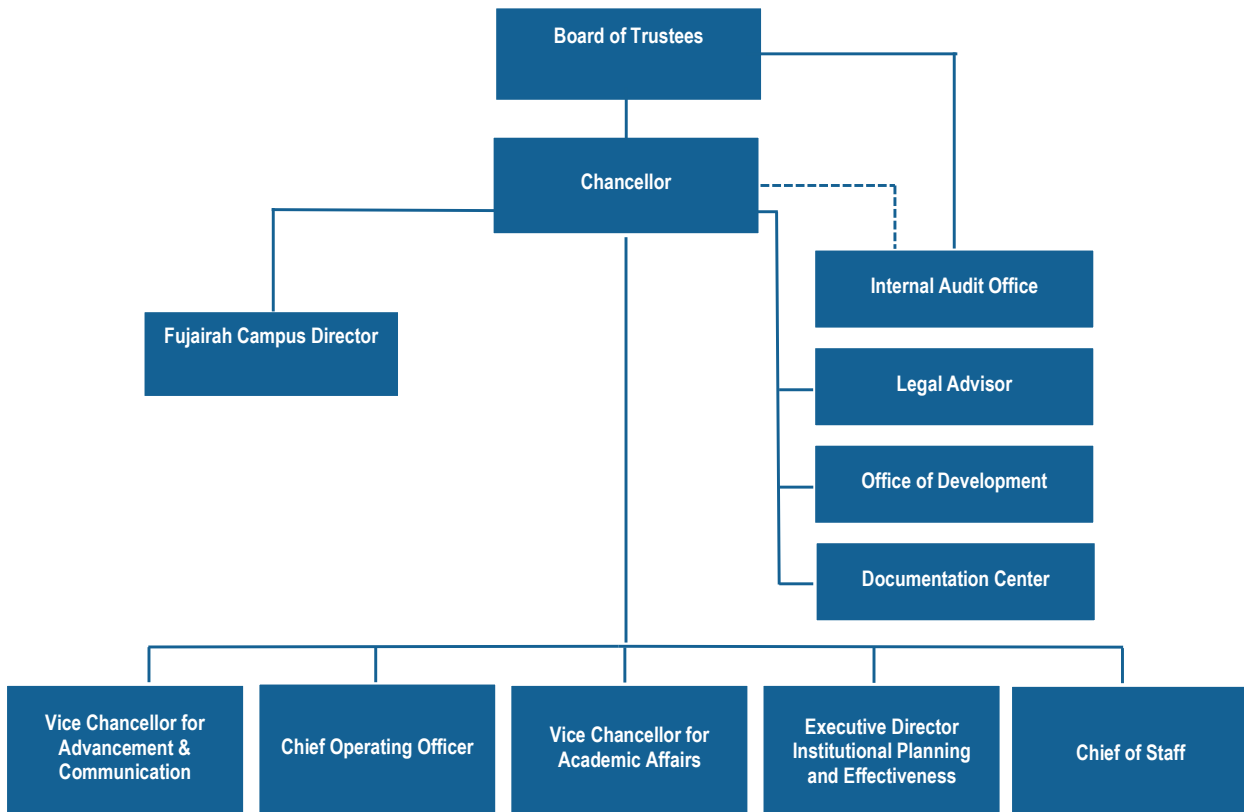 Board of Trustees
Chancellor
Internal Audit Office
Fujairah Campus Director
Legal Advisor
Office of Development
Documentation Center
Vice Chancellor for
Advancement &
Communication
Chief Operating Officer
Vice Chancellor for
Academic Affairs
Executive Director
Institutional Planning
and Effectiveness
Chief of Staff